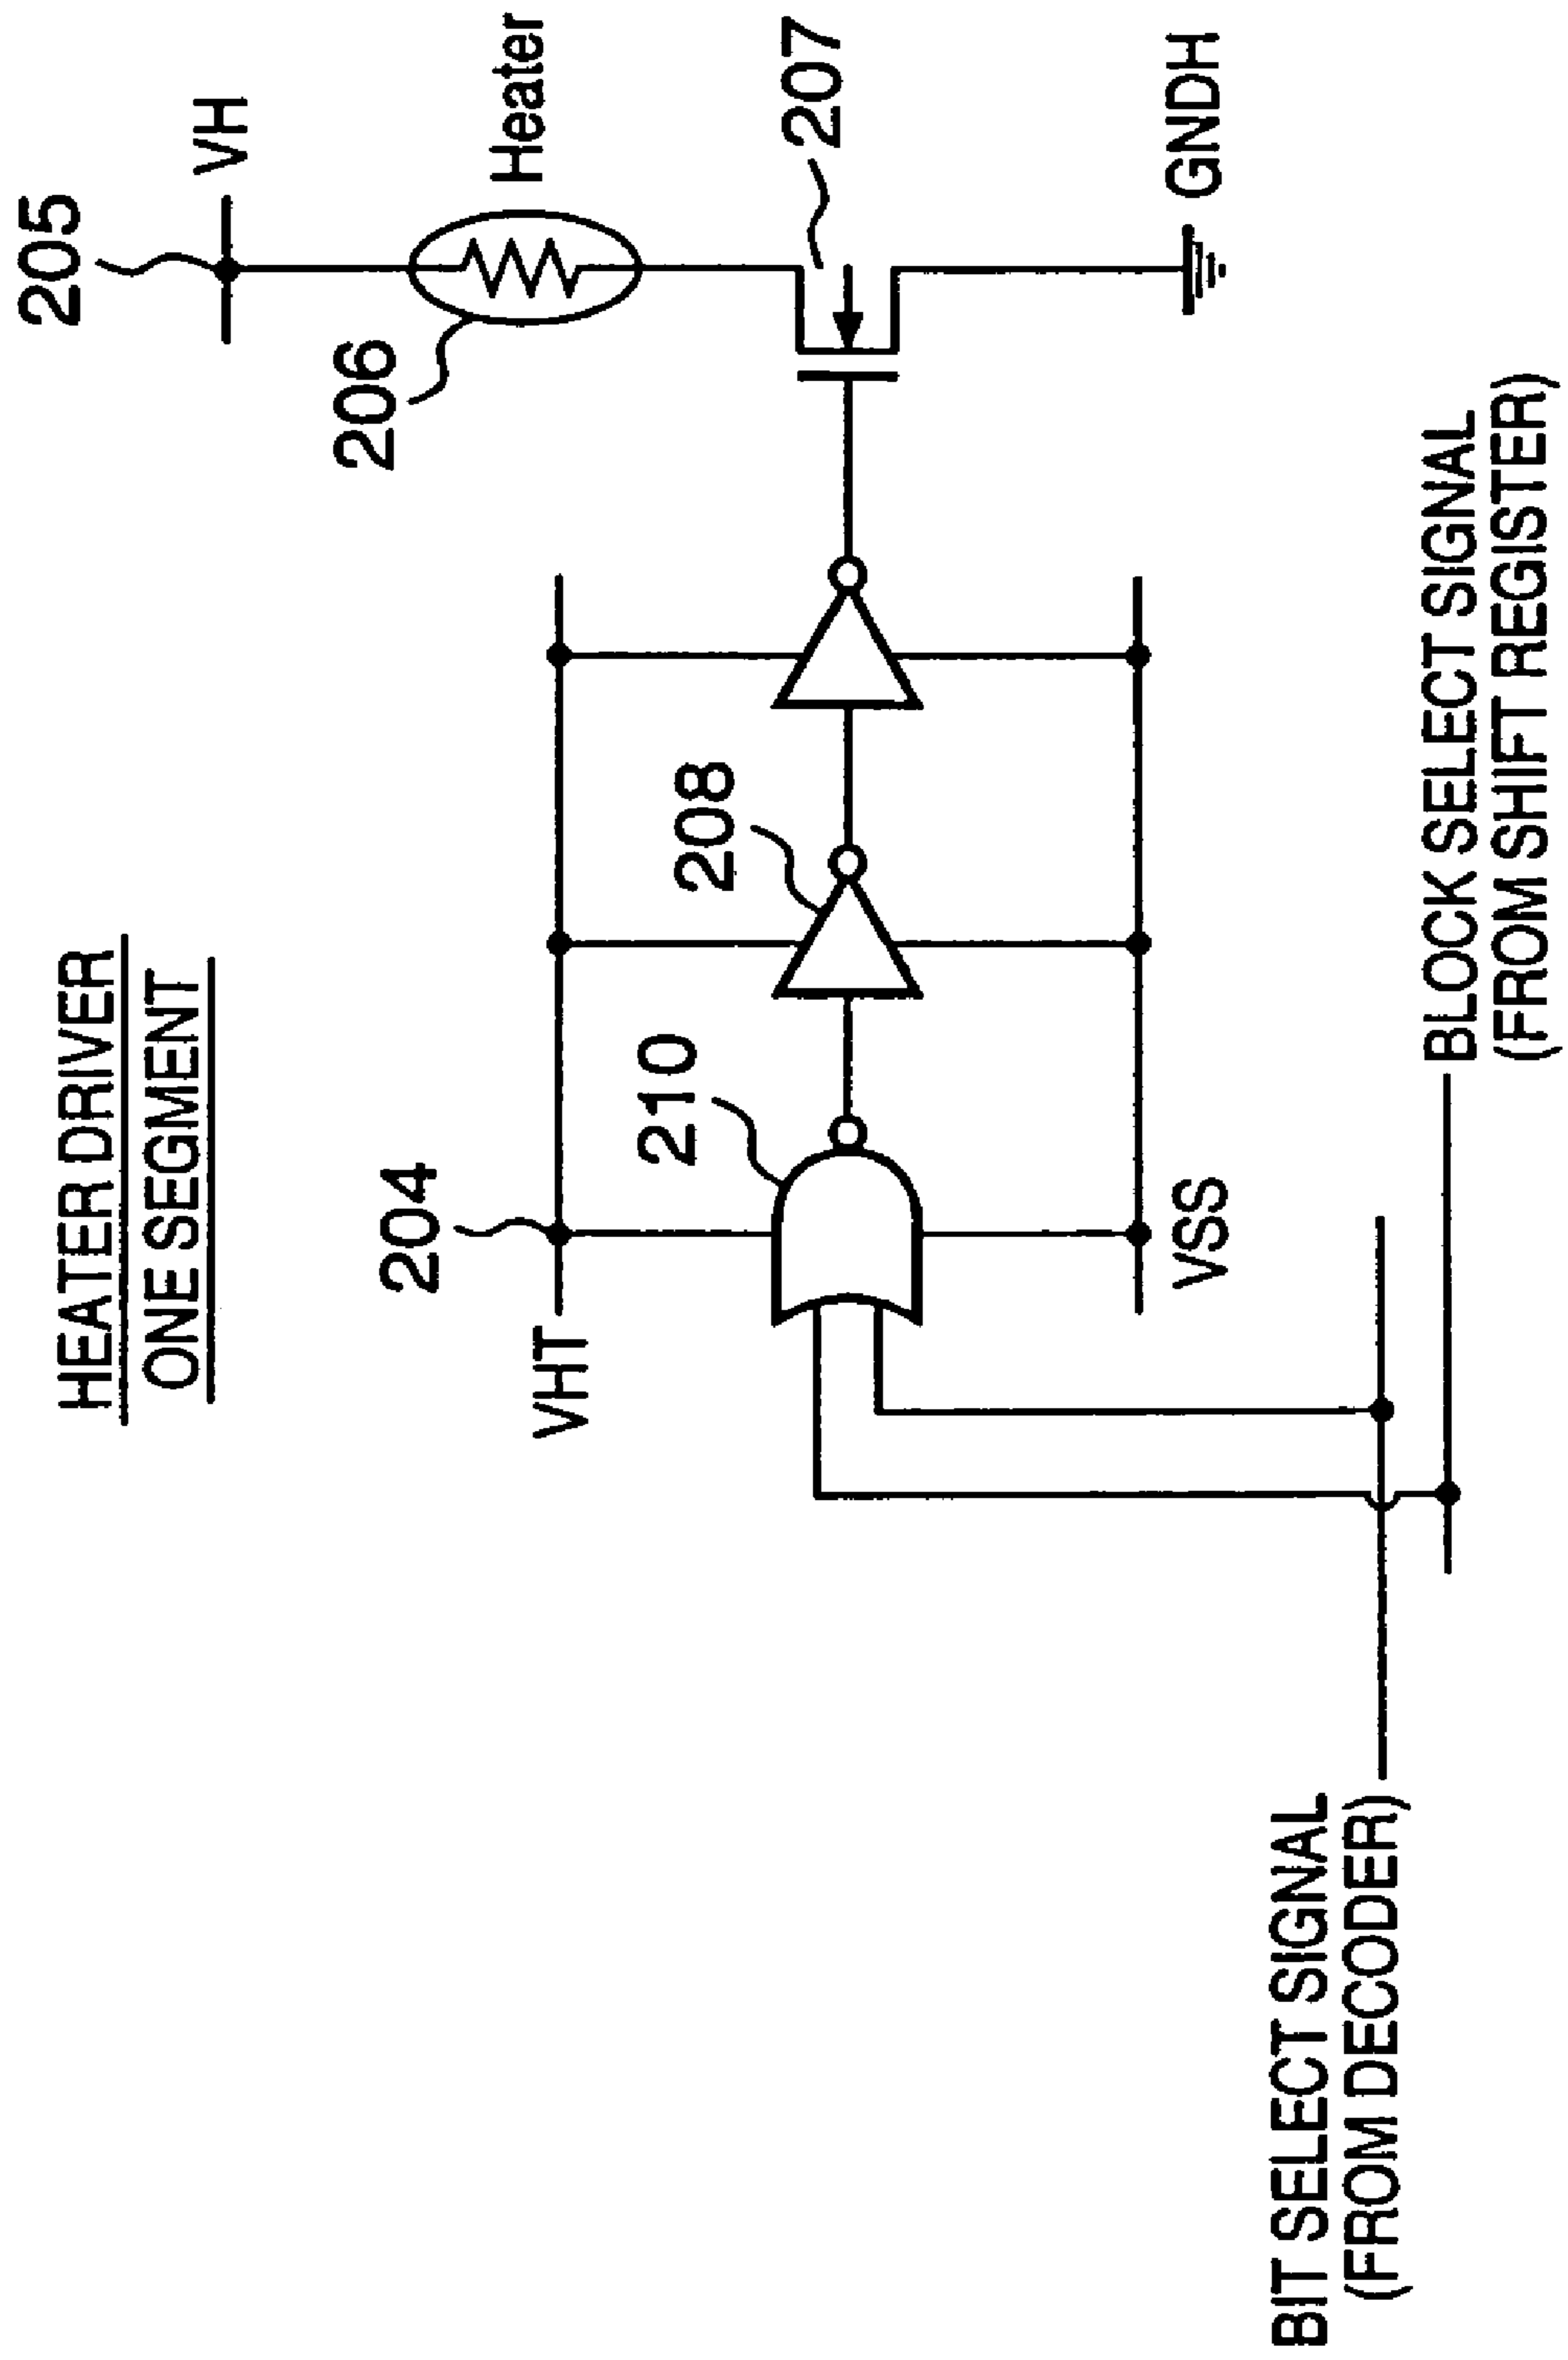 HEATER DRIVER
ONE SEGMENT
205
VH
206
Heater
204
VHT
210
208
207
VSS
GNDH
BIT SELECT SIGNAL
(FROM DECODER)
BLOCK SELECT SIGNAL
(FROM SHIFT REGISTER)